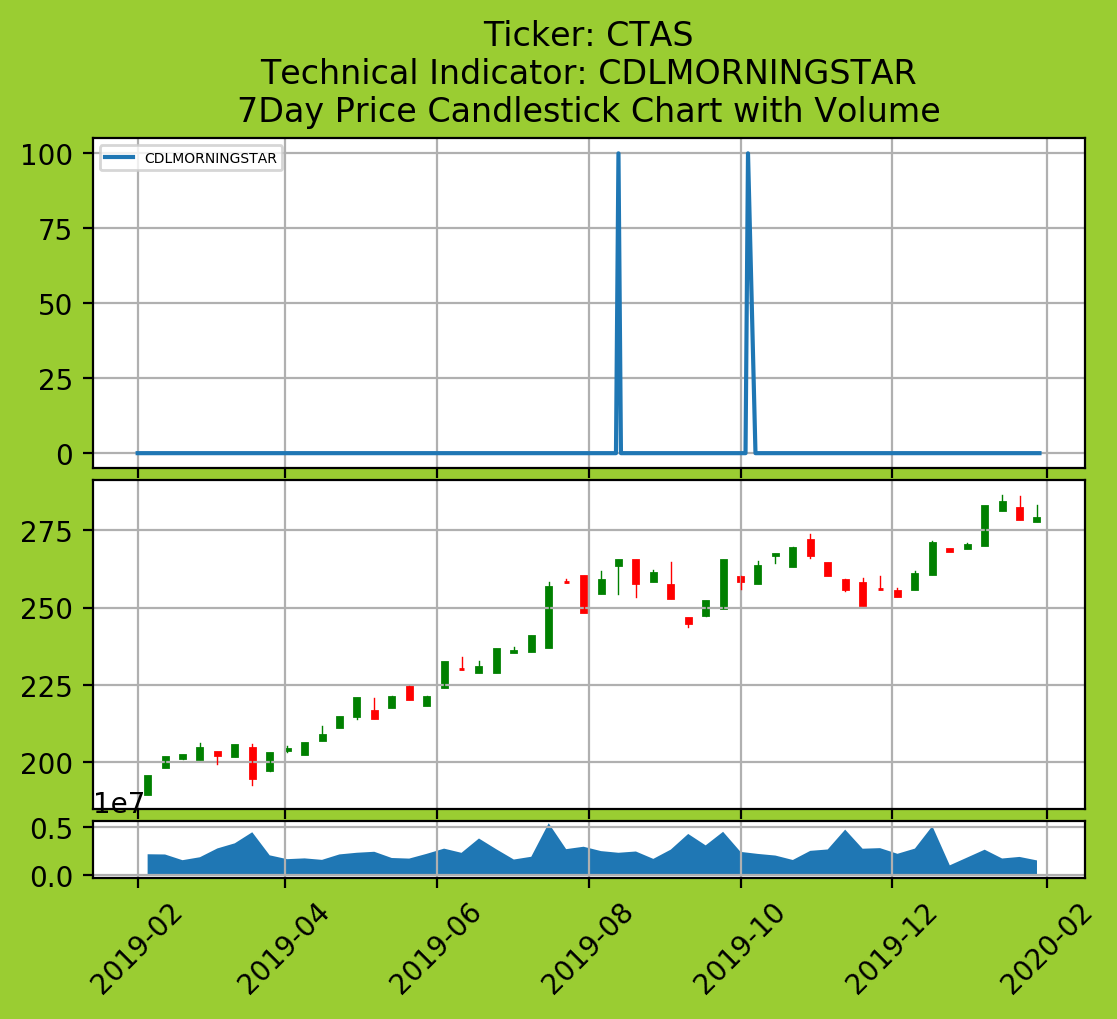 Ticker: CTAS
Technical Indicator: CDLMORNINGSTAR
7Day Price Candlestick Chart with Volume
100
CDLMORNINGSTAR
75
50
25
0
275
250
225
200
1e7
0.5
0.0
2019-02 2019-04 2019-06 2019-08 2019-10 2019-12 2020-02